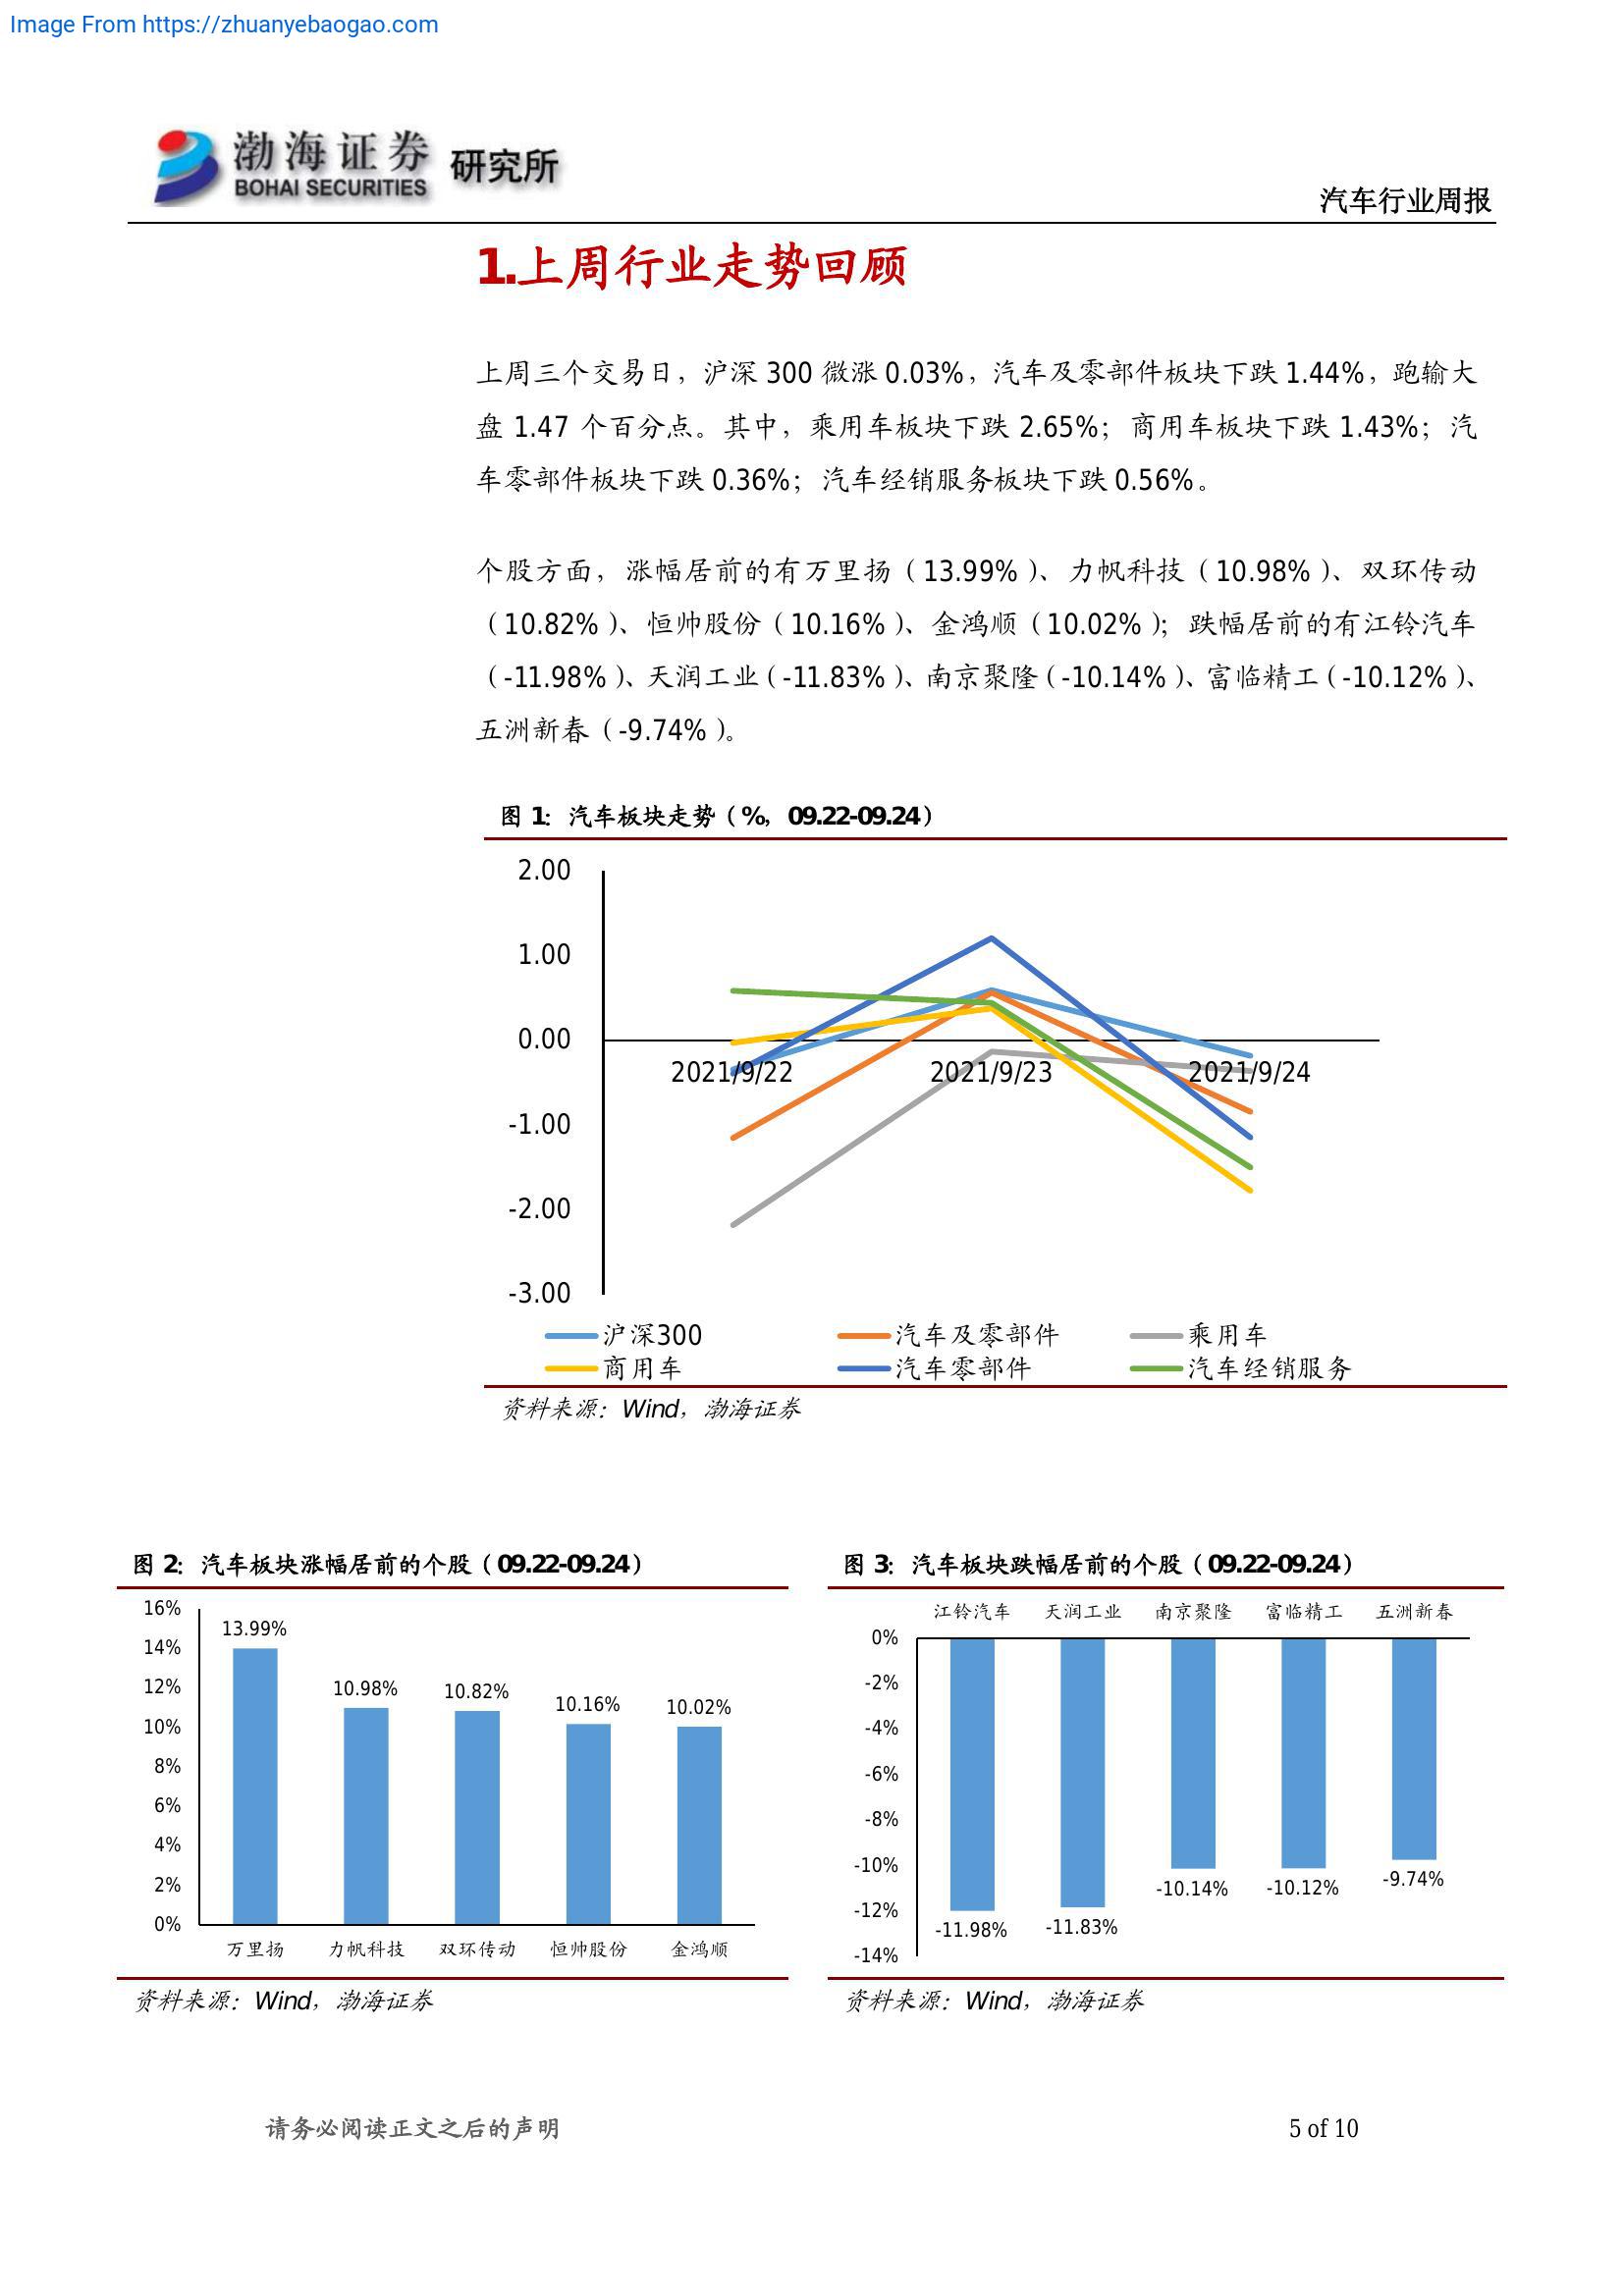 Image From https://zhuanyebaogao.com
渤海证券 研究所
BOHAI SECURITIES
汽车行业周报
1.上周行业走势回顾
上周三个交易日，沪深 300 微涨 0.03%，汽车及零部件板块下跌 1.44%，跑输大
盘 1.47 个百分点。其中，乘用车板块下跌 2.65%；商用车板块下跌 1.43%；汽
车零部件板块下跌 0.36%；汽车经销服务板块下跌 0.56%。
个股方面，涨幅居前的有万里扬（13.99%）、力帆科技（10.98%）、双环传动
（10.82%）、恒帅股份（10.16%）、金鸿顺（10.02%）；跌幅居前的有江铃汽车
（-11.98%）、天润工业（-11.83%）、南京聚隆（-10.14%）、富临精工（-10.12%）、
五洲新春（-9.74%）。
图 1：汽车板块走势（%，09.22-09.24）
2.00
1.00
0.00
-1.00
-2.00
-3.00
2021/9/22 2021/9/23 2021/9/24
沪深300 汽车及零部件 乘用车
商用车 汽车零部件 汽车经销服务
资料来源：Wind，渤海证券
图 2：汽车板块涨幅居前的个股（09.22-09.24）
16%
14%
12%
10%
8%
6%
4%
2%
0%
13.99% 10.98% 10.82% 10.16% 10.02%
万里扬 力帆科技 双环传动 恒帅股份 金鸿顺
资料来源：Wind，渤海证券
图 3：汽车板块跌幅居前的个股（09.22-09.24）
江铃汽车 天润工业 南京聚隆 富临精工 五洲新春
0%
-2%
-4%
-6%
-8%
-10%
-12%
-14%
-11.98% -11.83% -10.14% -10.12% -9.74%
资料来源：Wind，渤海证券
请务必阅读正文之后的声明
5 of 10